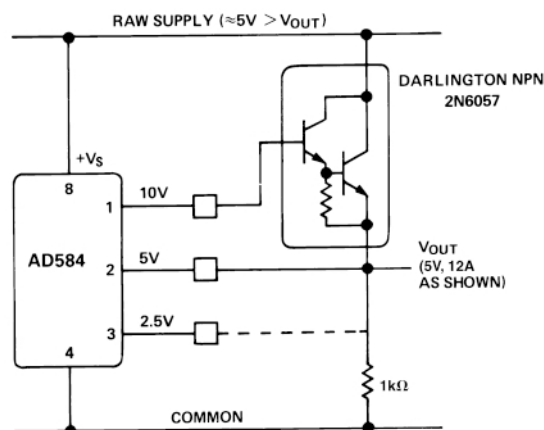 RAW SUPPLY (≈5V > VOUT)
DARLINGTON NPN
2N6057
+VS
8
1
10V
AD584
2
5V
VOUT
(5V, 12A
AS SHOWN)
3
2.5V
4
1kΩ
COMMON